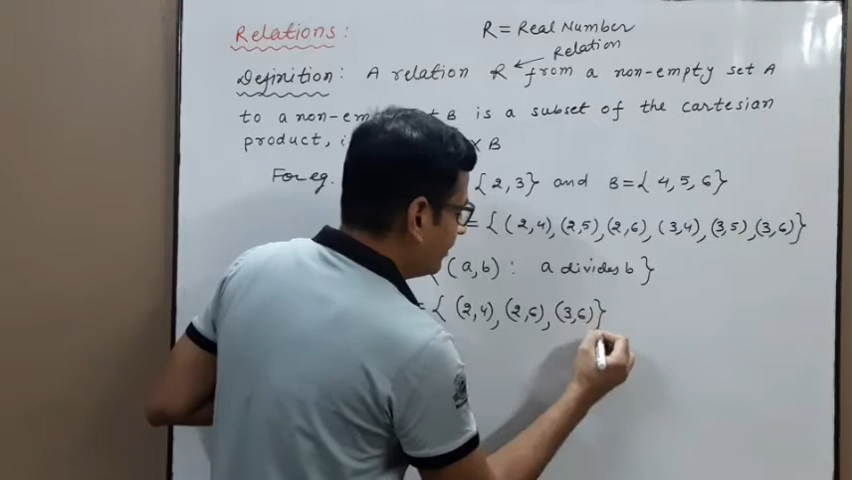 Relations :
R = Real Number
Relation
Definition : A relation R from a non-empty set A
to a non-em B is a subset of the cartesian
product, X B
For eg. {2,3} and B={4,5,6}
= {(2,4),(2,5),(2,6),(3,4),(3,5),(3,6)}
{(a,b) : a divides b}
= {(2,4),(2,6),(3,6)}